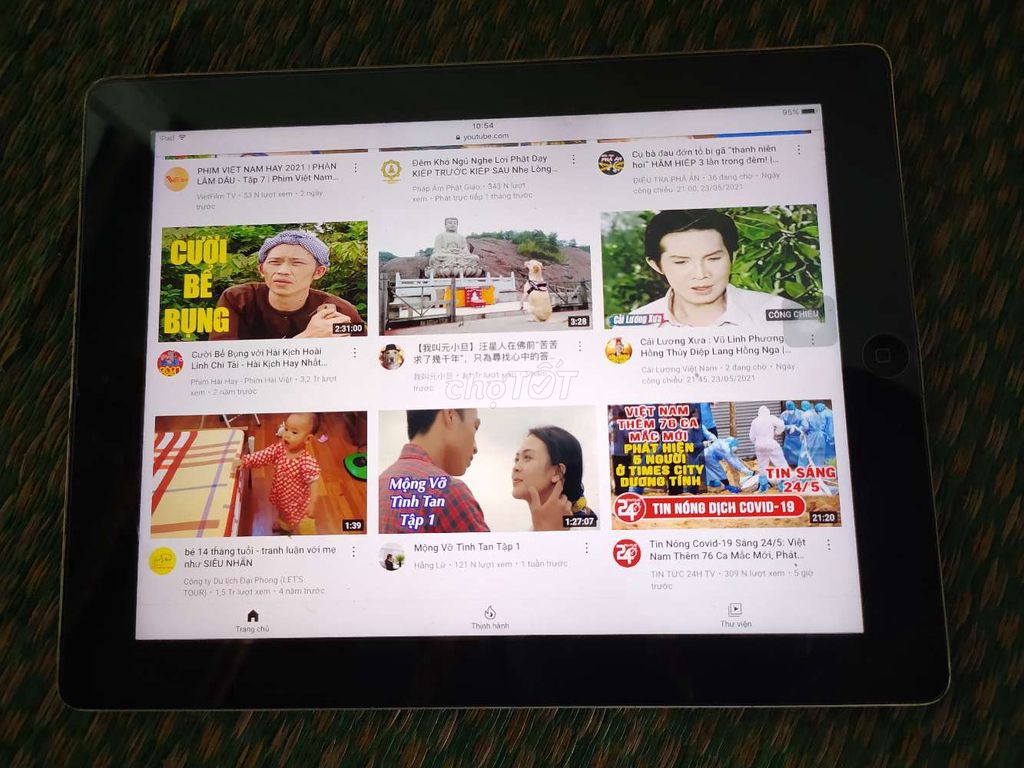 iPad
10:54
95%
youtube.com
PHIM VIỆT NAM HAY 2021 | PHẬN
LÀM DÂU - Tập 7 | Phim Việt Nam...
VietFilm TV • 53 N lượt xem • 2 ngày
trước
Đêm Khó Ngủ Nghe Lời Phật Dạy
KIẾP TRƯỚC KIẾP SAU Nhẹ Lòng...
Pháp Âm Phật Giáo • 343 N lượt
xem • Phát trực tiếp 1 tháng trước
PHÁ ÁN
Cụ bà đau đớn tố bị gã "thanh niên
hoi" HÃM HIẾP 3 lần trong đêm! |...
ĐIỀU TRA PHÁ ÁN • 36 đang chờ • Ngày
công chiếu: 21:00, 23/05/2021
CƯỜI
BỂ
BỤNG
2:31:00
3:28
Cải Lương Xưa
CÔNG CHIẾU
Cười Bể Bụng với Hài Kịch Hoài
Linh Chí Tài - Hài Kịch Hay Nhất...
Phim Hài Hay - Phim Hài Việt • 3,2 Tr lượt
xem • 2 năm trước
【我叫元小旦】汪星人在佛前"苦苦
求了幾千年"，只為尋找心中的答...
我叫元小旦
trước
Cải Lương Xưa : Vũ Linh Phương
Hồng Thủy Diệp Lang Hồng Nga |...
Cải Lương Việt Nam • 2 đang chờ • Ngày
công chiếu: 21:45, 23/05/2021
chợTỐT
1:39
Mộng Vỡ
Tình Tan
Tập 1
1:27:07
VIỆT NAM
THÊM 76 CA
MẮC MỚI
PHÁT HIỆN
5 NGƯỜI
Ở TIMES CITY
DƯƠNG TÍNH
TIN SÁNG
24/5
24
TIN NÓNG DỊCH COVID-19
21:20
bé 14 tháng tuổi - tranh luận với mẹ
như SIÊU NHÂN
Công ty Du lịch Đại Phong (LET'S
TOUR) • 1,5 Tr lượt xem • 4 năm trước
Mộng Vỡ Tình Tan Tập 1
Hằng Lữ • 121 N lượt xem • 1 tuần trước
24
Tin Nóng Covid-19 Sáng 24/5: Việt
Nam Thêm 76 Ca Mắc Mới, Phát...
TIN TỨC 24H TV • 309 N lượt xem • 5 giờ
trước
Trang chủ
Thịnh hành
Thư viện